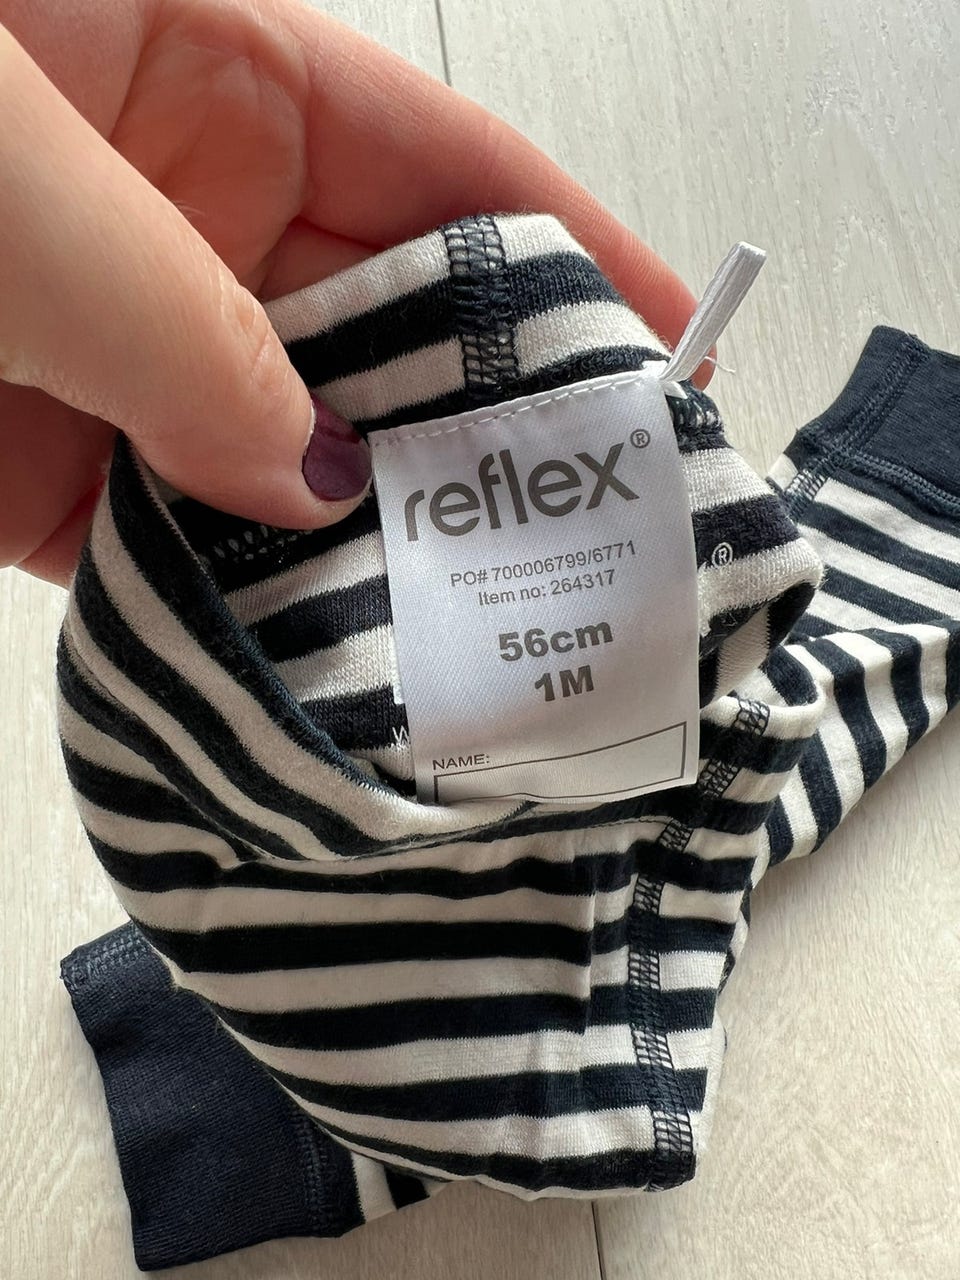 reflex®
PO# 700006799/6771
Item no: 264317
56cm
1M
NAME:
®
W